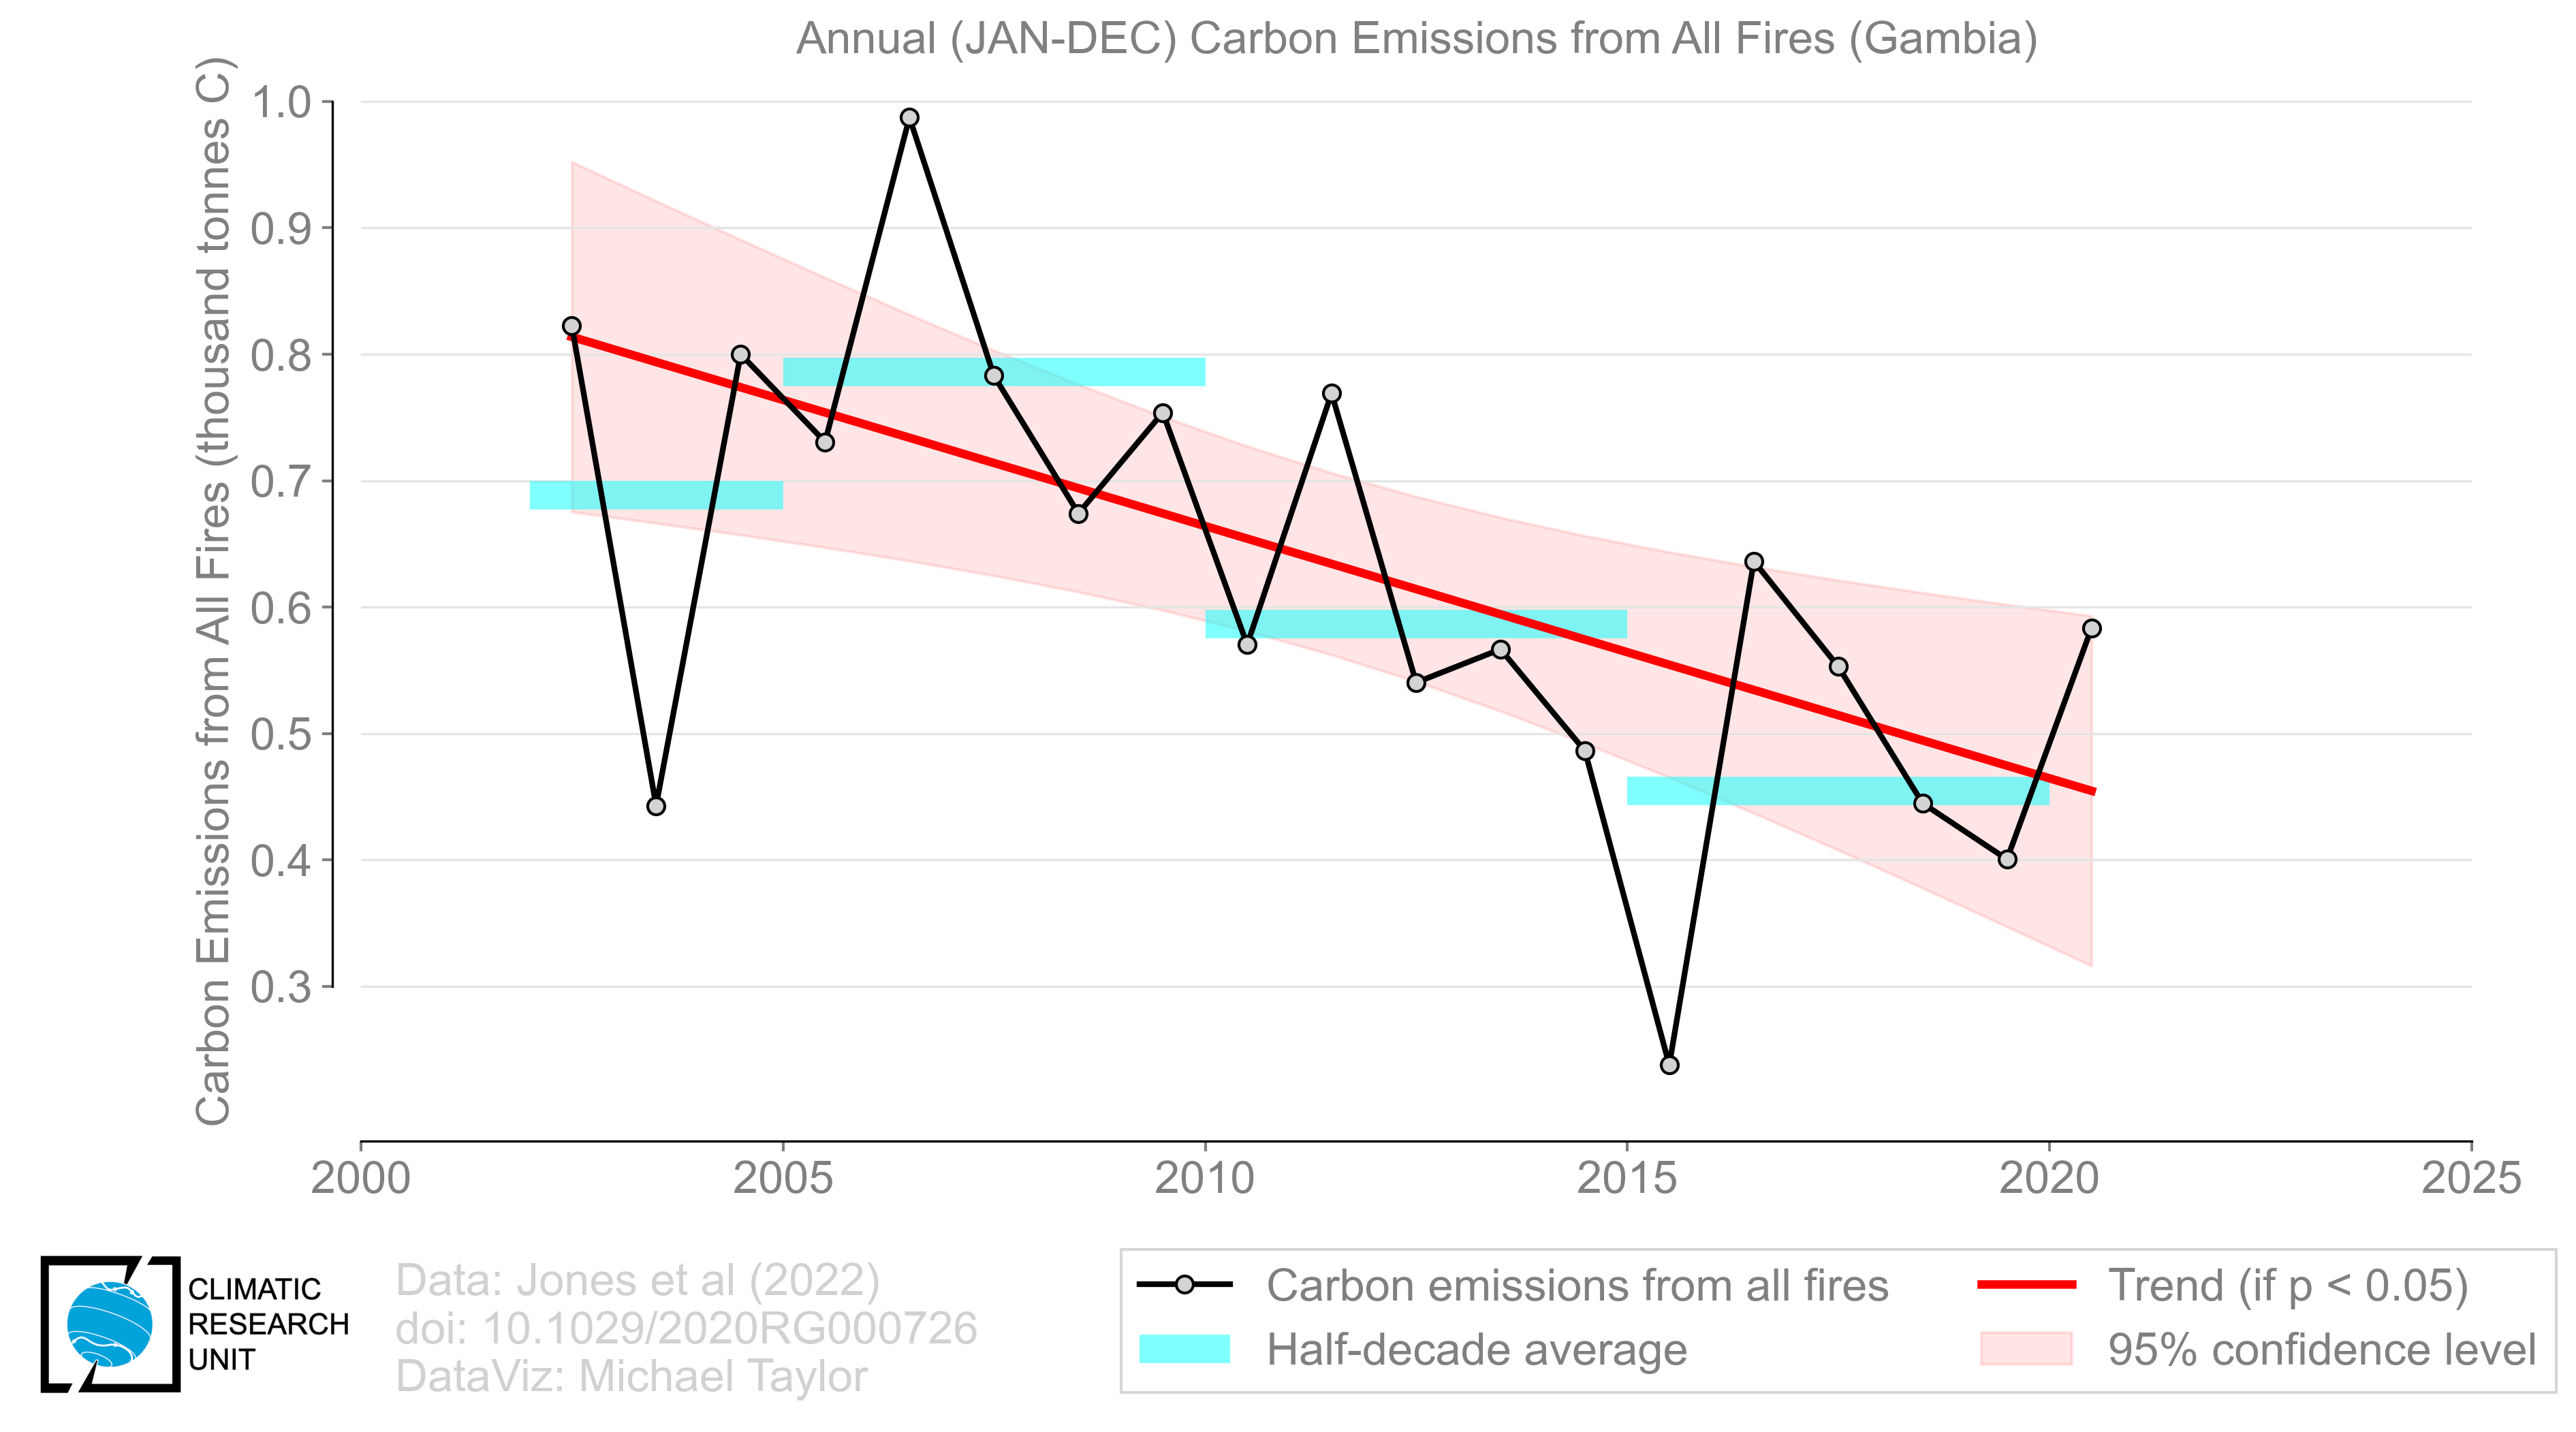 Annual (JAN-DEC) Carbon Emissions from All Fires (Gambia)
Carbon Emissions from All Fires (thousand tonnes C)
1.0
0.9
0.8
0.7
0.6
0.5
0.4
0.3
2000 2005 2010 2015 2020 2025
CLIMATIC
RESEARCH
UNIT
Data: Jones et al (2022)
doi: 10.1029/2020RG000726
DataViz: Michael Taylor
Carbon emissions from all fires
Half-decade average
Trend (if p < 0.05)
95% confidence level